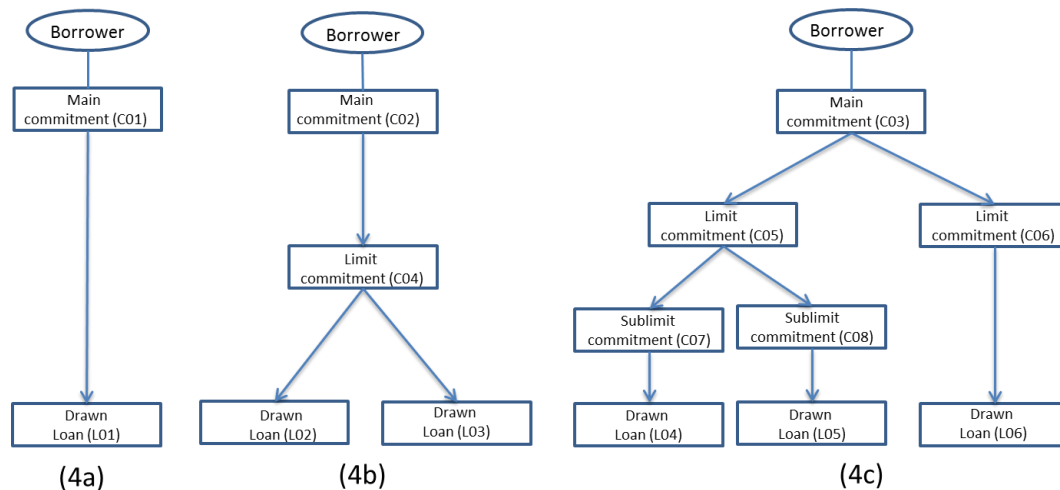 Borrower
Main
commitment (C01)
Drawn
Loan (L01)
(4a)
Borrower
Main
commitment (C02)
Limit
commitment (C04)
Drawn
Loan (L02)
Drawn
Loan (L03)
(4b)
Borrower
Main
commitment (C03)
Limit
commitment (C05)
Limit
commitment (C06)
Sublimit
commitment (C07)
Sublimit
commitment (C08)
Drawn
Loan (L04)
Drawn
Loan (L05)
Drawn
Loan (L06)
(4c)